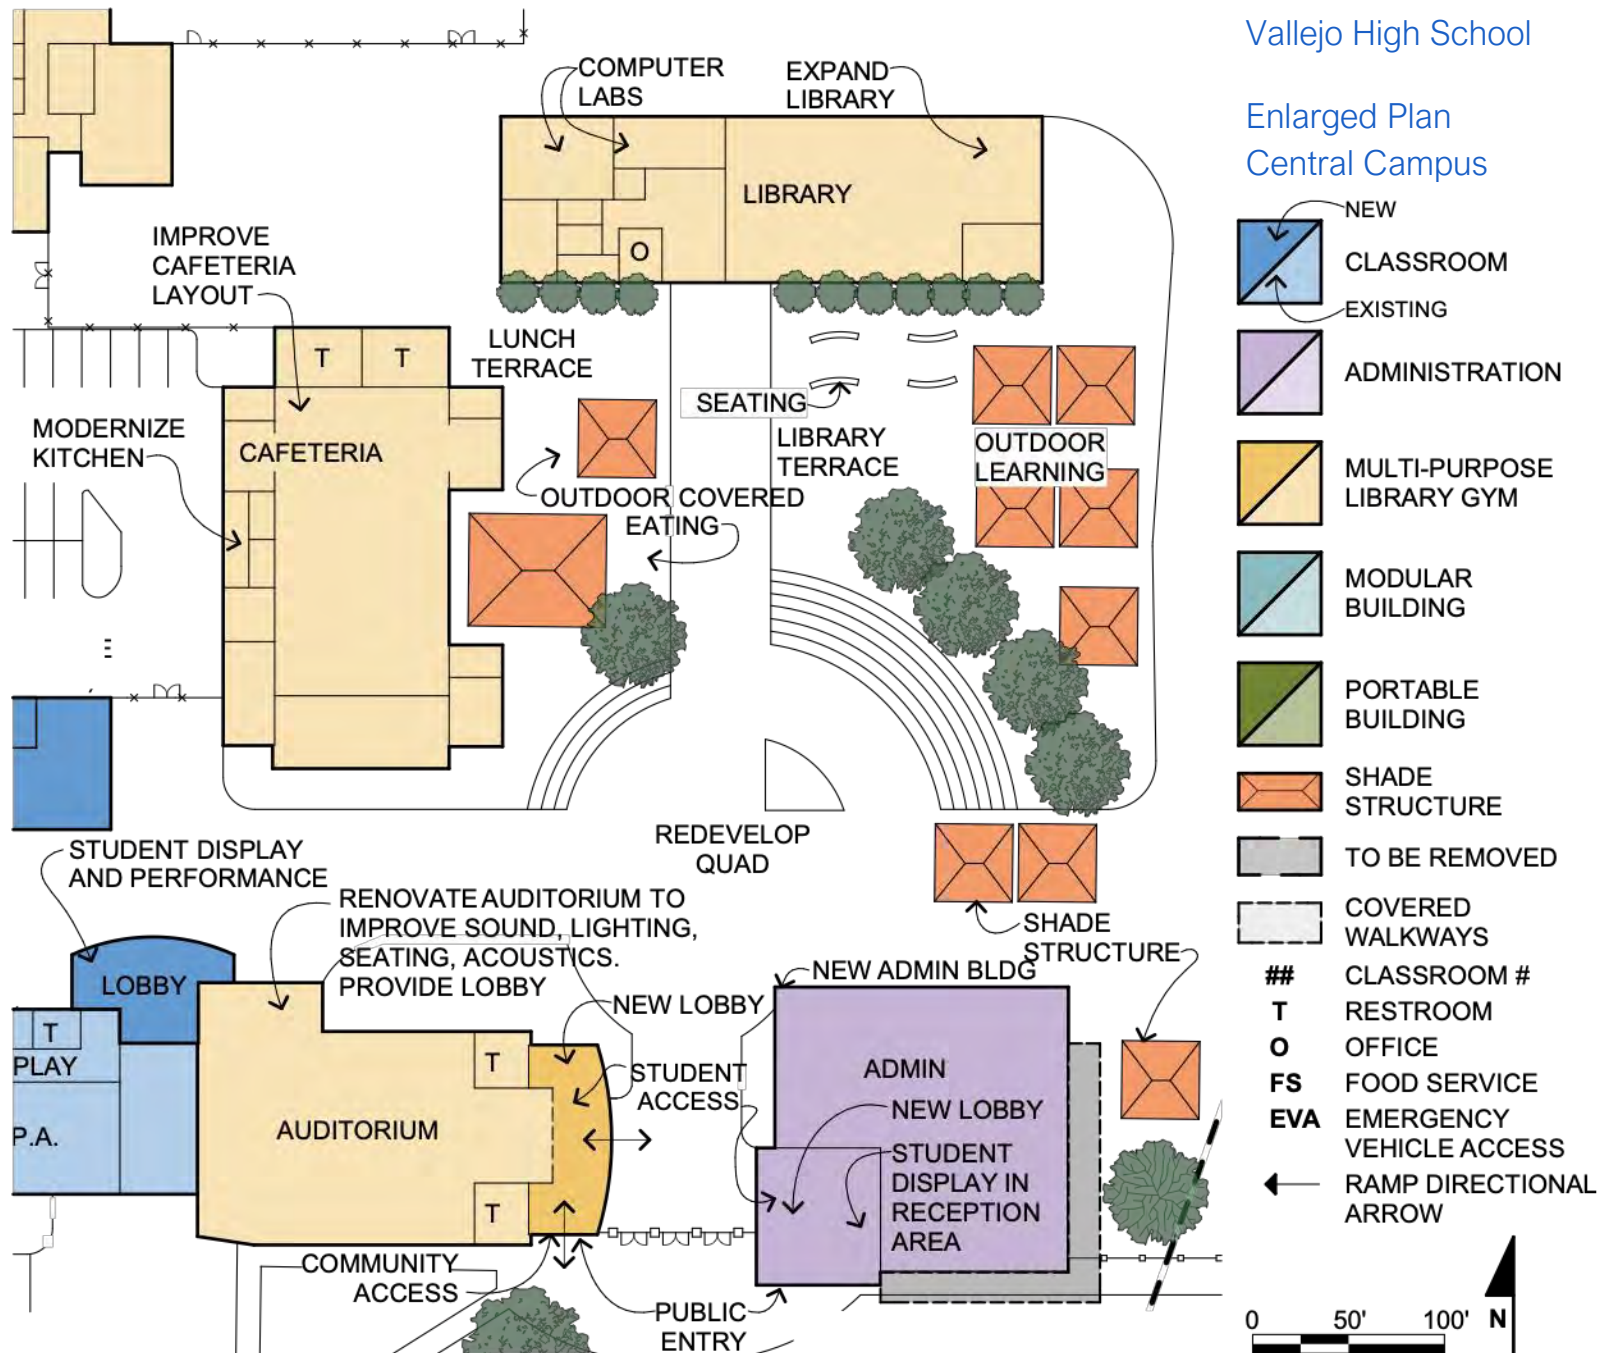 Vallejo High School
Enlarged Plan
Central Campus
COMPUTER
LABS
EXPAND
LIBRARY
LIBRARY
O
IMPROVE
CAFETERIA
LAYOUT
T
T
LUNCH
TERRACE
MODERNIZE
KITCHEN
CAFETERIA
SEATING
LIBRARY
TERRACE
OUTDOOR
LEARNING
OUTDOOR COVERED
EATING
REDEVELOP
QUAD
STUDENT DISPLAY
AND PERFORMANCE
RENOVATE AUDITORIUM TO
IMPROVE SOUND, LIGHTING,
SEATING, ACOUSTICS.
PROVIDE LOBBY
SHADE
STRUCTURE
LOBBY
NEW LOBBY
NEW ADMIN BLDG
T
PLAY
P.A.
T
STUDENT
ACCESS
AUDITORIUM
T
ADMIN
NEW LOBBY
STUDENT
DISPLAY IN
RECEPTION
AREA
COMMUNITY
ACCESS
PUBLIC
ENTRY
NEW
CLASSROOM
EXISTING
ADMINISTRATION
MULTI-PURPOSE
LIBRARY GYM
MODULAR
BUILDING
PORTABLE
BUILDING
SHADE
STRUCTURE
TO BE REMOVED
COVERED
WALKWAYS
## CLASSROOM #
T RESTROOM
O OFFICE
FS FOOD SERVICE
EVA EMERGENCY
VEHICLE ACCESS
RAMP DIRECTIONAL
ARROW
0 50' 100' N